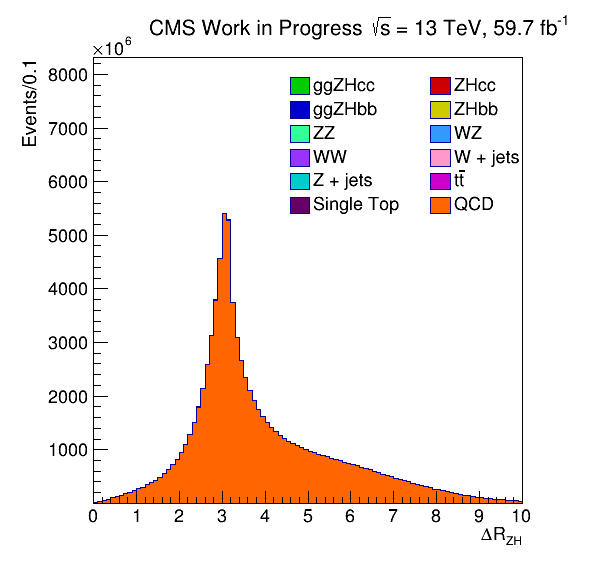 CMS Work in Progress √s = 13 TeV, 59.7 fb⁻¹
×10⁶
Events/0.1
8000
7000
6000
5000
4000
3000
2000
1000
ggZHcc ZHcc
ggZHbb ZHbb
ZZ WZ
WW W + jets
Z + jets tt̄
Single Top QCD
0 1 2 3 4 5 6 7 8 9 10
ΔR_ZH